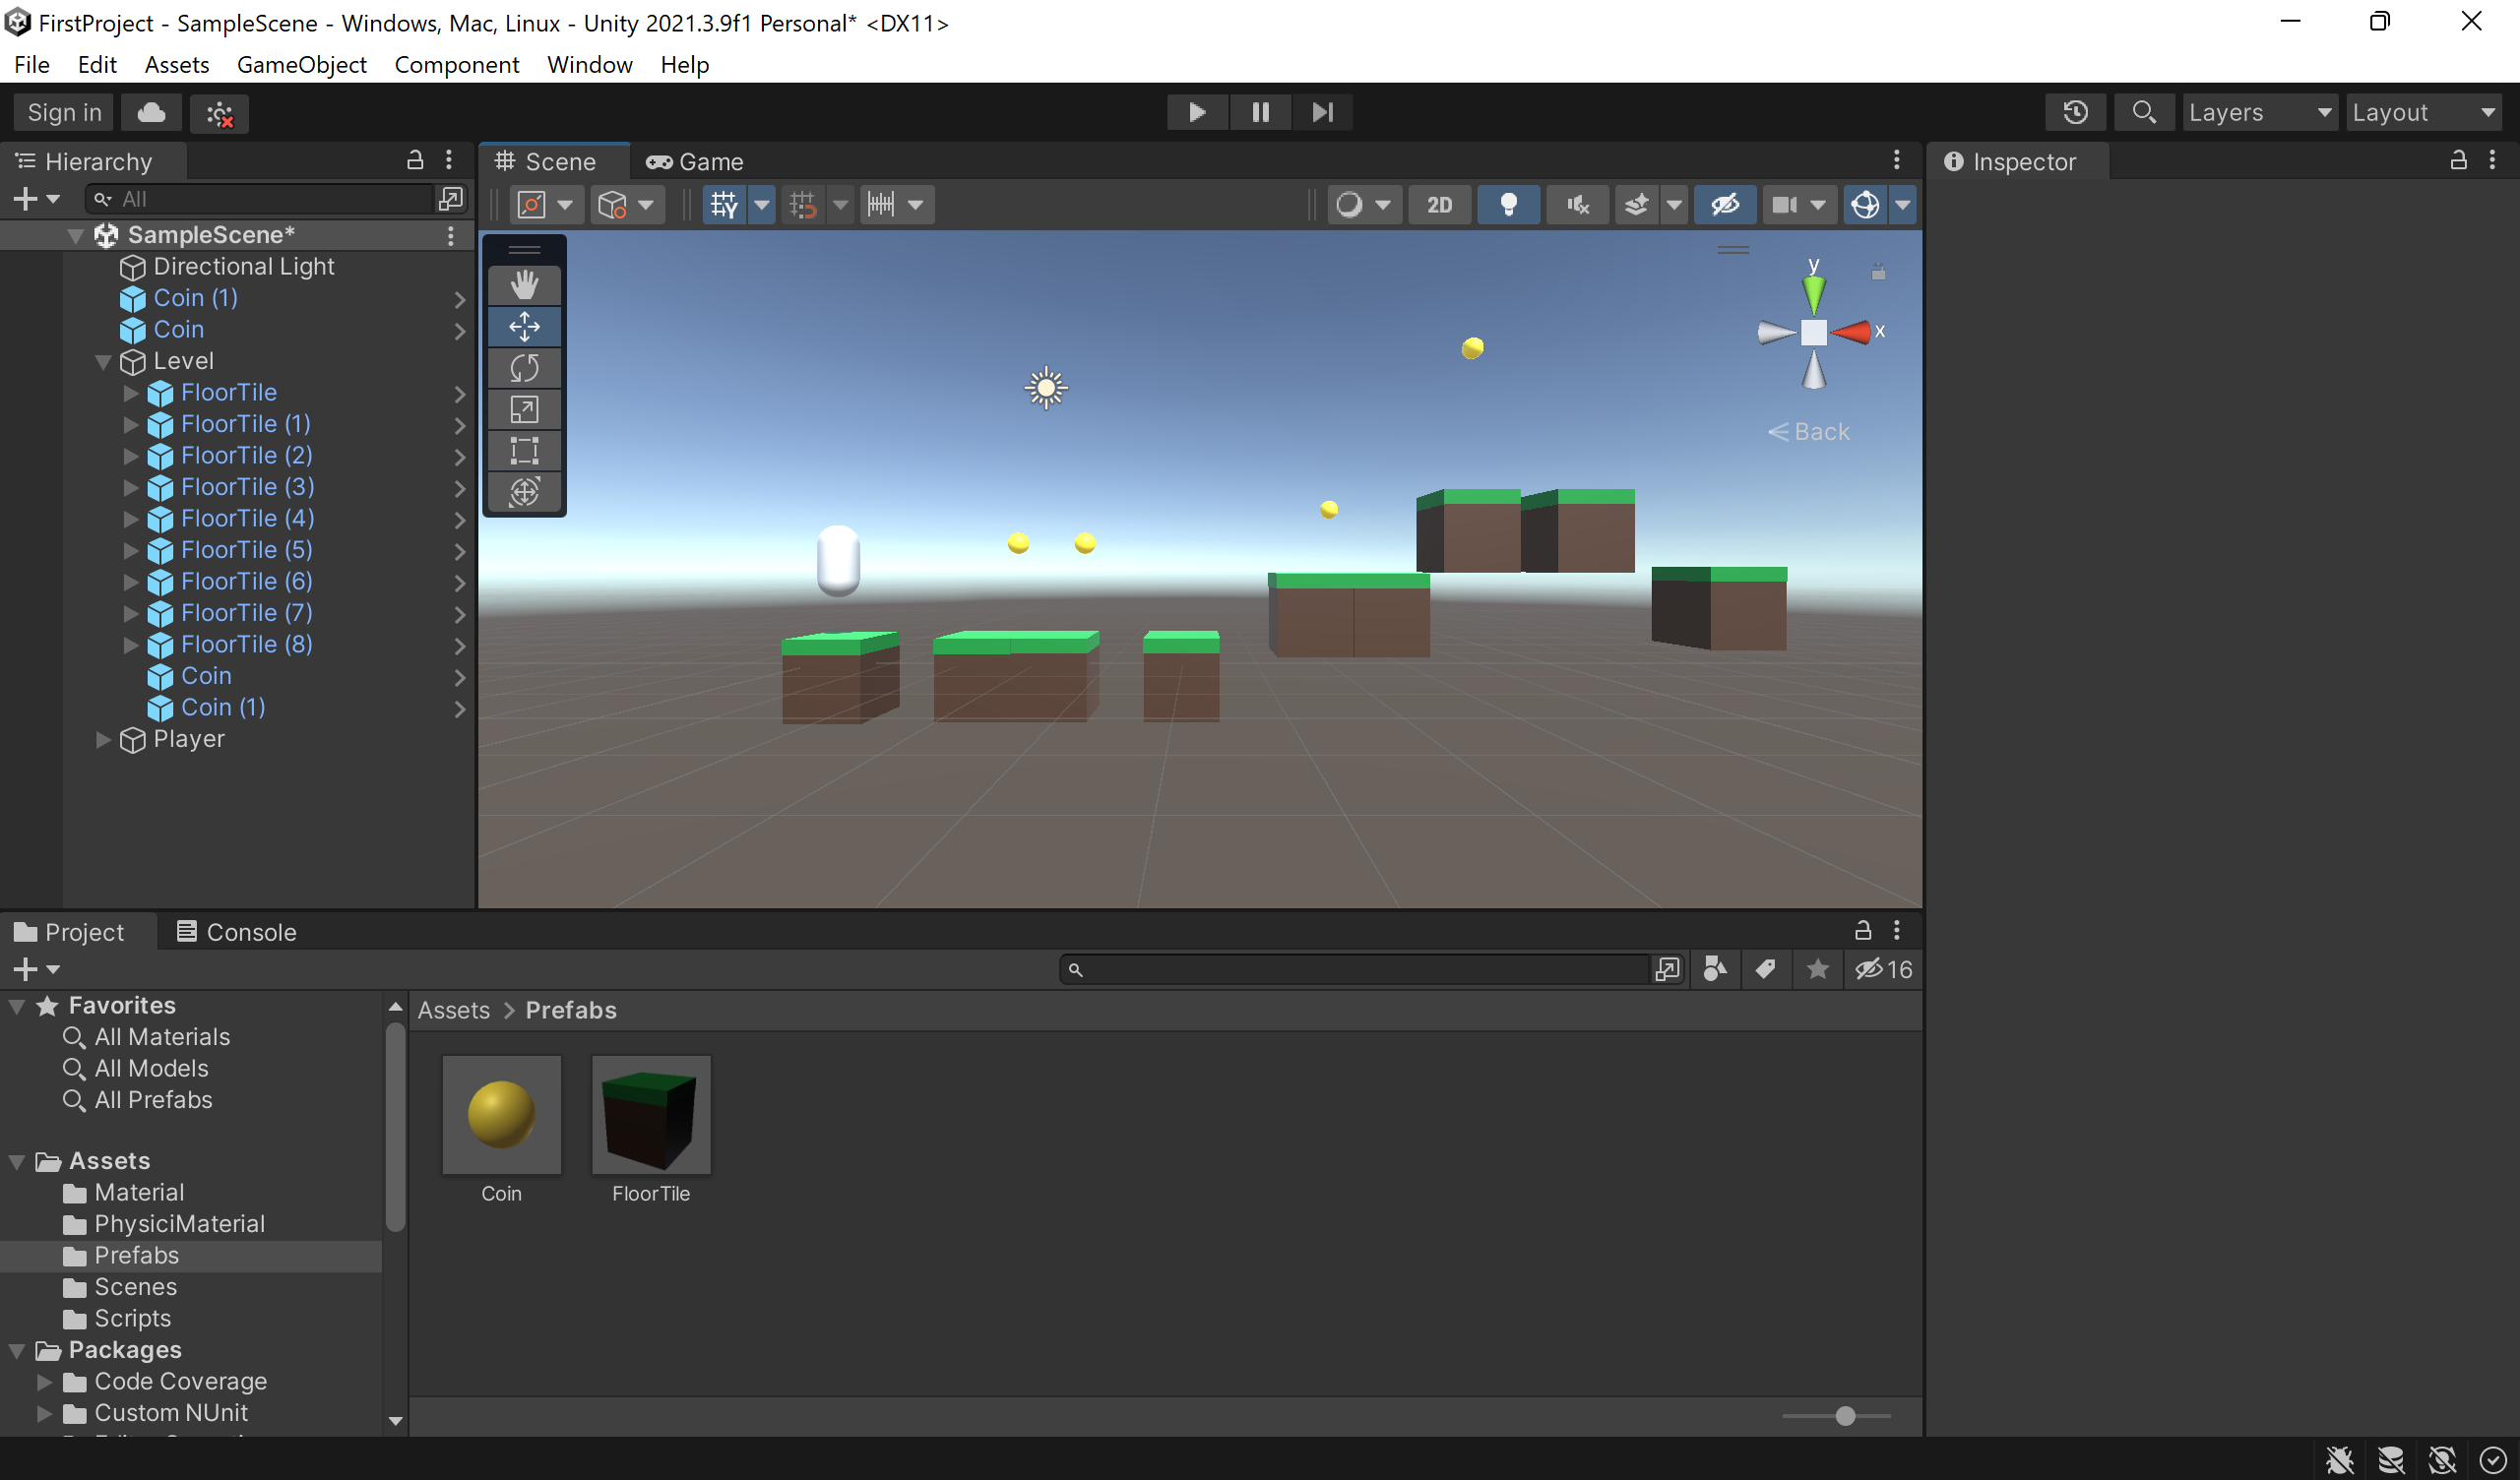 FirstProject - SampleScene - Windows, Mac, Linux - Unity 2021.3.9f1 Personal* <DX11>
File Edit Assets GameObject Component Window Help
Sign in
Layers
Layout
Hierarchy
All
SampleScene*
Directional Light
Coin (1)
Coin
Level
FloorTile
FloorTile (1)
FloorTile (2)
FloorTile (3)
FloorTile (4)
FloorTile (5)
FloorTile (6)
FloorTile (7)
FloorTile (8)
Coin
Coin (1)
Player
Scene
Game
2D
y
x
Back
Inspector
Project
Console
16
Favorites
All Materials
All Models
All Prefabs
Assets
Material
PhysiciMaterial
Prefabs
Scenes
Scripts
Packages
Code Coverage
Custom NUnit
Assets > Prefabs
Coin
FloorTile